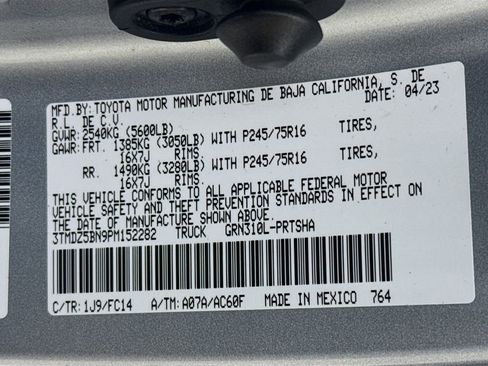 MFD.BY:TOYOTA MOTOR MANUFACTURING DE BAJA CALIFORNIA, S. DE
R.L. DE C.V. DATE: 04/23
GVWR: 2540KG (5600LB)
GAWR:FRT. 1385KG (3050LB) WITH P245/75R16 TIRES,
16X7J RIMS
RR. 1490KG (3280LB) WITH P245/75R16 TIRES,
16X7J RIMS
THIS VEHICLE CONFORMS TO ALL APPLICABLE FEDERAL MOTOR
VEHICLE SAFETY AND THEFT PREVENTION STANDARDS IN EFFECT ON
THE DATE OF MANUFACTURE SHOWN ABOVE.
3TMDZ5BN9PM152282 TRUCK GRN310L-PRTSHA
C/TR: 1J9/FC14 A/TM: A07A/AC60F MADE IN MEXICO 764